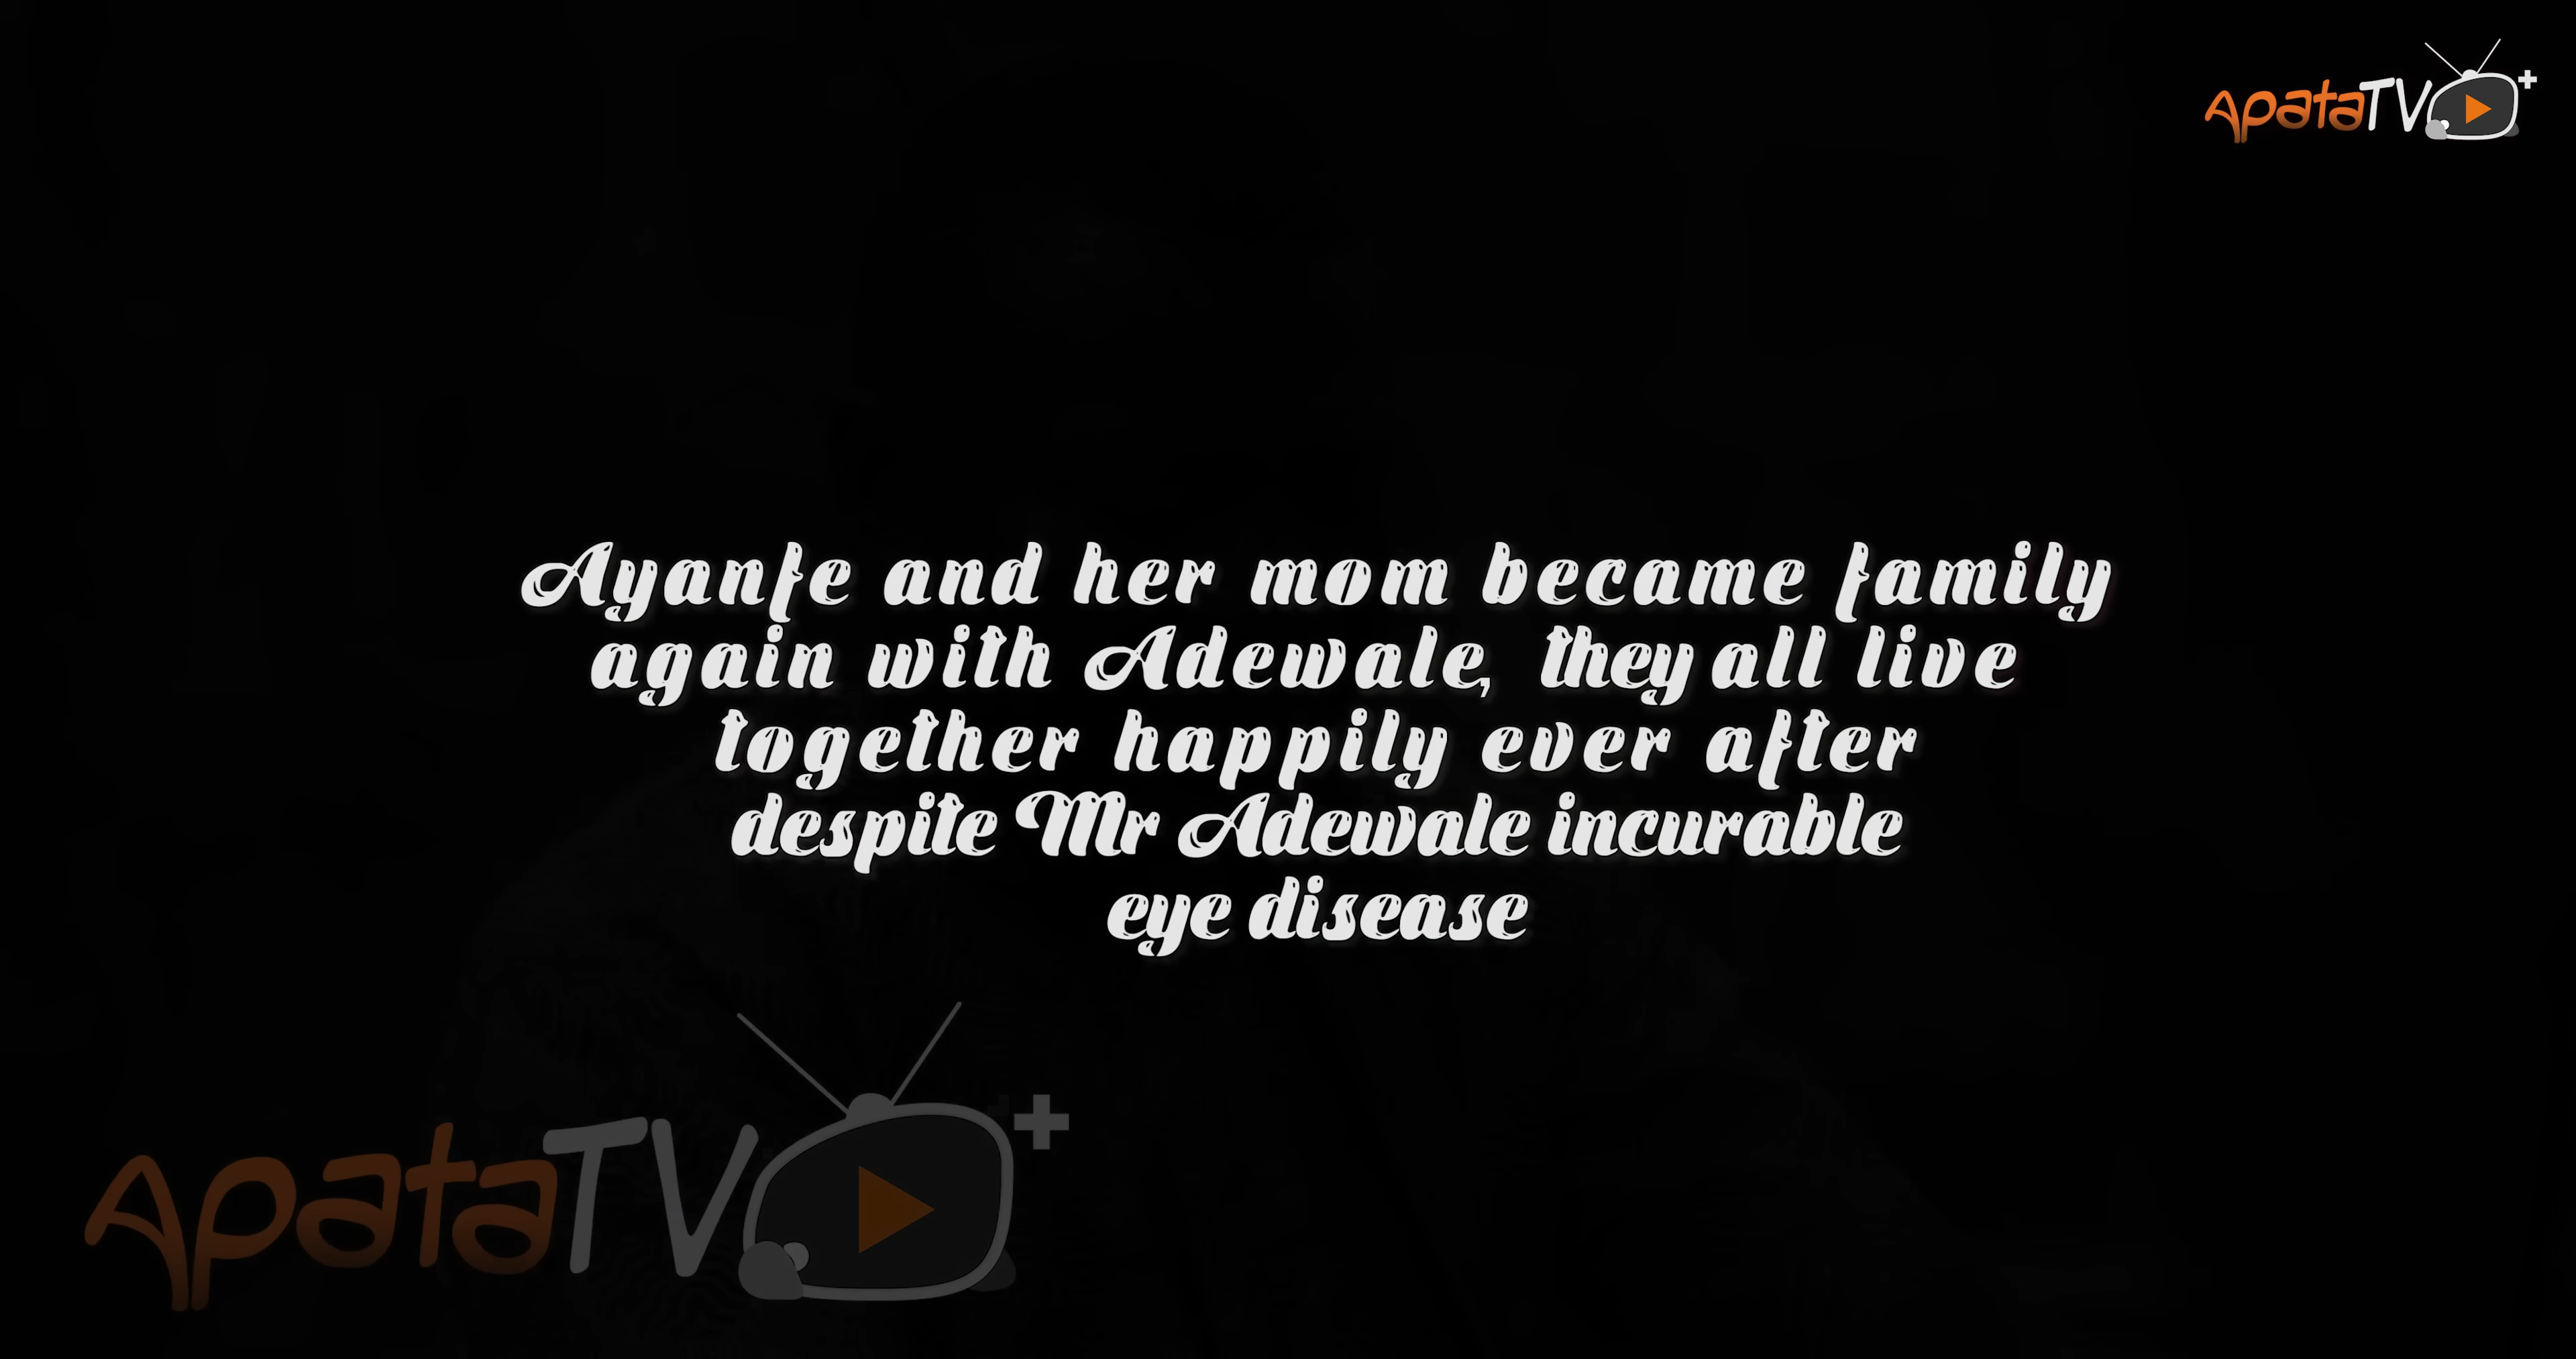 ApataTV+
Ayanfe and her mom became family
again with Adewale, they all live
together happily ever after
despite Mr Adewale incurable
eye disease
ApataTV+